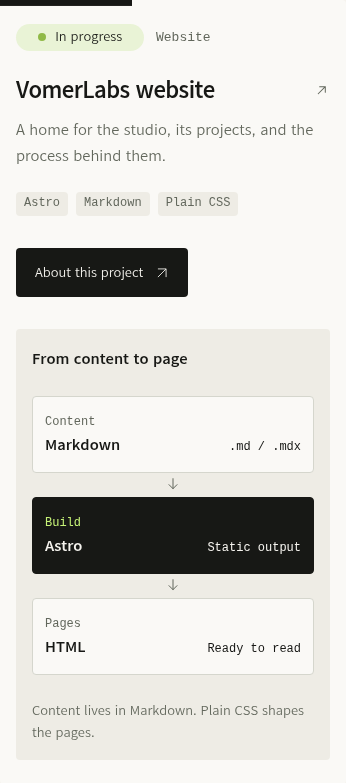 In progress
Website
VomerLabs website
A home for the studio, its projects, and the
process behind them.
Astro
Markdown
Plain CSS
About this project
From content to page
Content
Markdown
.md / .mdx
Build
Astro
Static output
Pages
HTML
Ready to read
Content lives in Markdown. Plain CSS shapes
the pages.